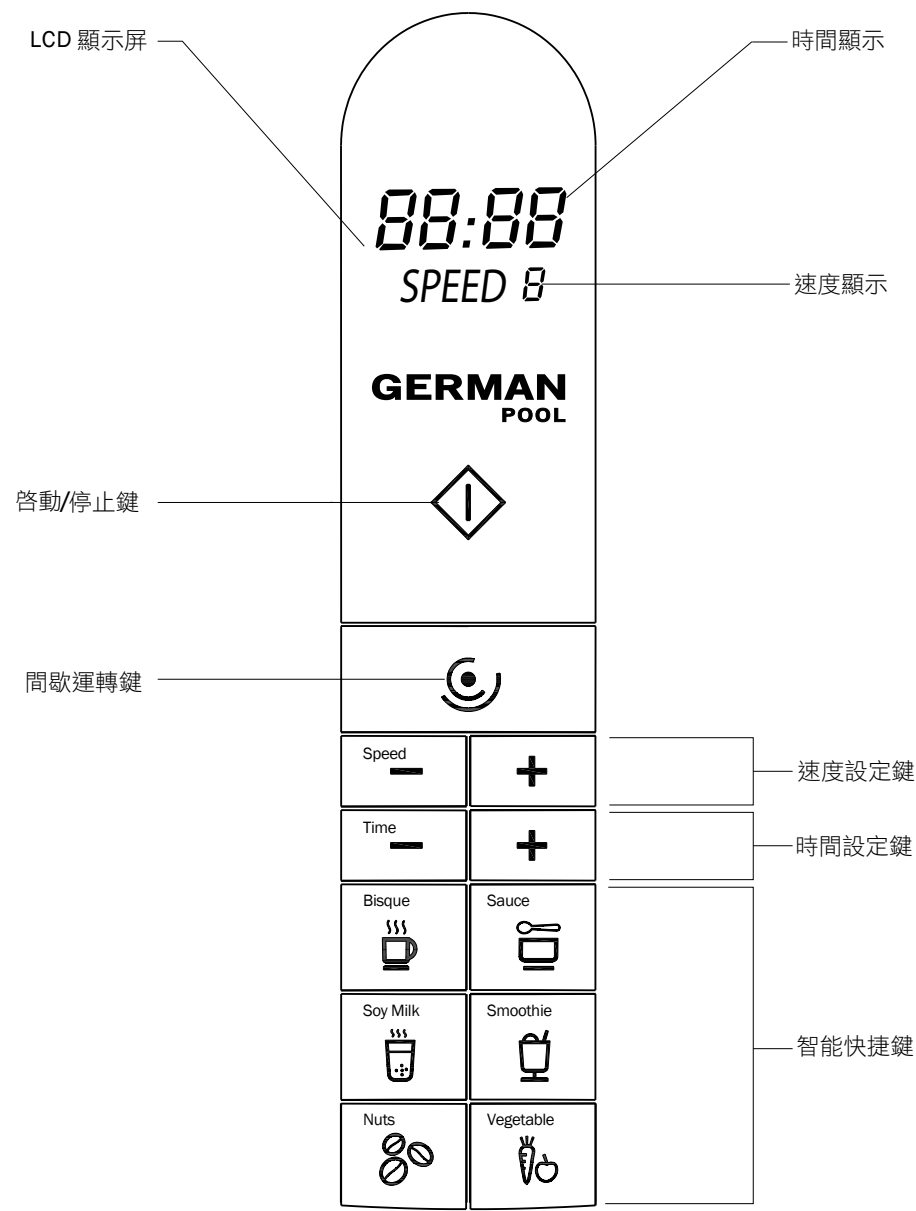 LCD 顯示屏
時間顯示
88:88
SPEED 8
速度顯示
GERMAN
POOL
啓動/停止鍵
間歇運轉鍵
Speed
速度設定鍵
Time
時間設定鍵
Bisque
Sauce
Soy Milk
Smoothie
智能快捷鍵
Nuts
Vegetable